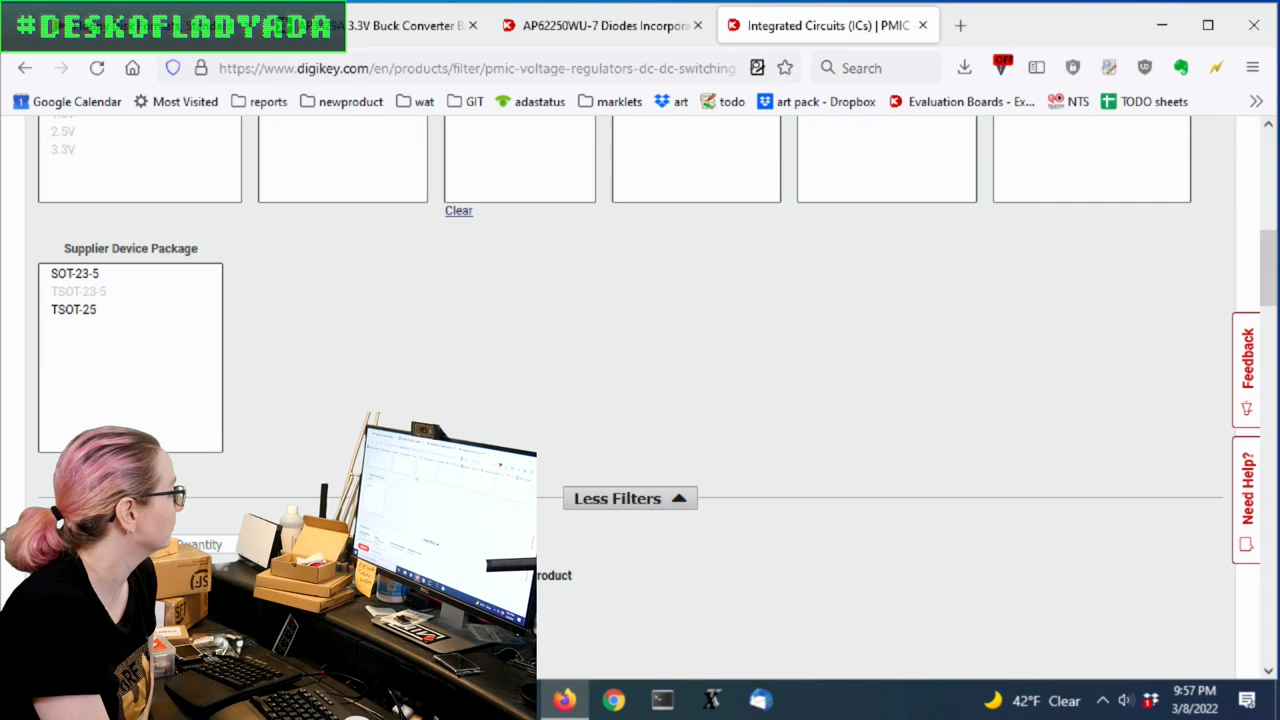 #DESKOFLADYADA
3.3V Buck Converter B
AP62250WU-7 Diodes Incorpora
Integrated Circuits (ICs) | PMIC
https://www.digikey.com/en/products/filter/pmic-voltage-regulators-dc-dc-switching
Search
Off
Google Calendar
Most Visited
reports
newproduct
wat
GIT
adastatus
marklets
art
todo
art pack - Dropbox
Evaluation Boards - Ex...
NTS
TODO sheets
2.5V
3.3V
Clear
Supplier Device Package
SOT-23-5
TSOT-23-5
TSOT-25
Feedback
Need Help?
Less Filters
Quantity
roduct
42°F Clear
9:57 PM
3/8/2022